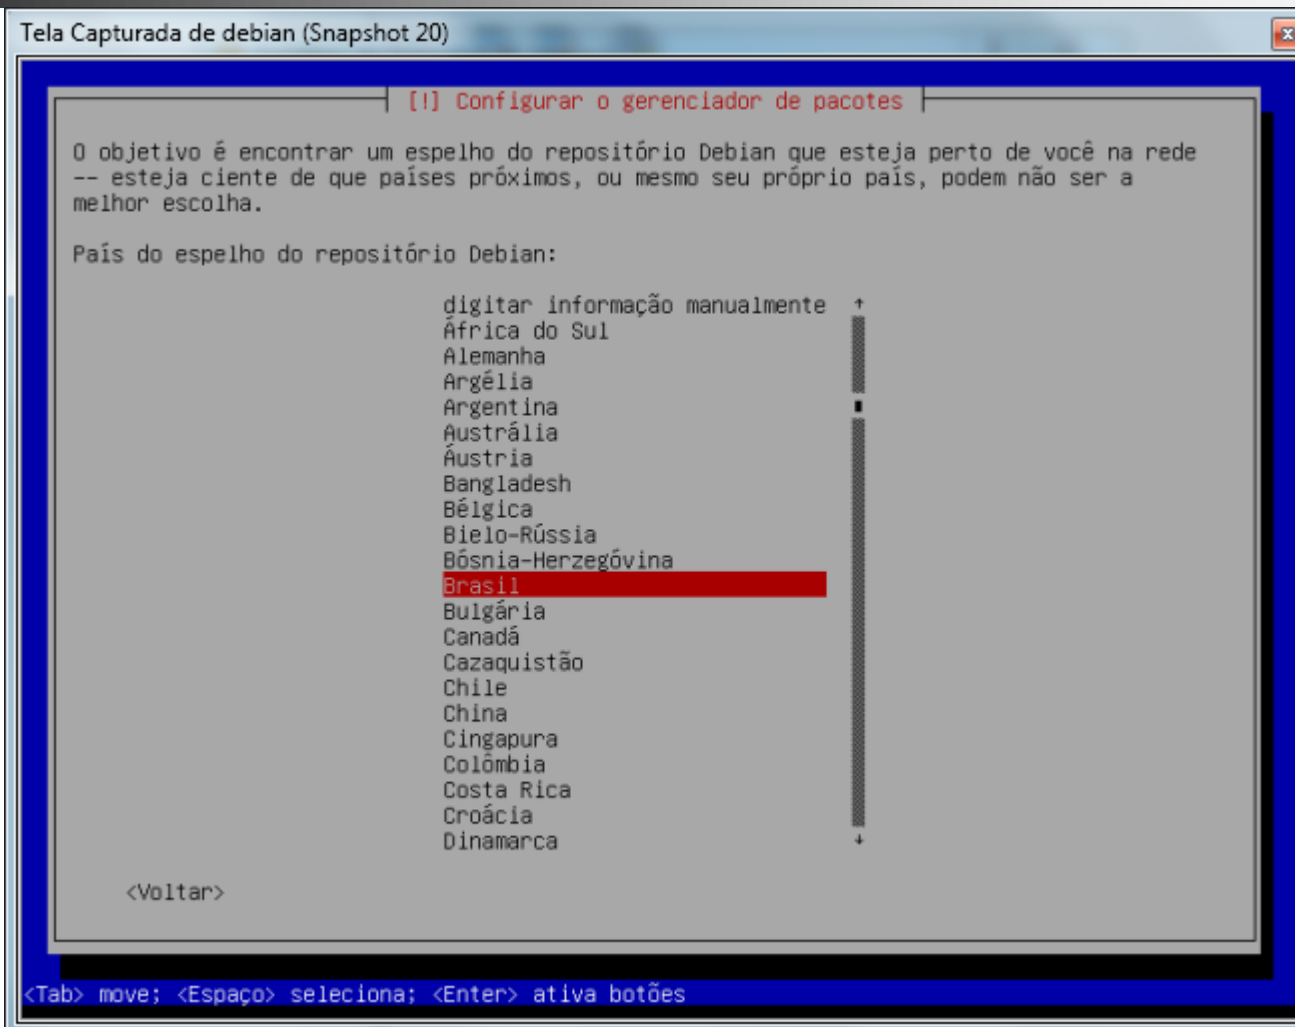 Tela Capturada de debian (Snapshot 20)
[!] Configurar o gerenciador de pacotes
O objetivo é encontrar um espelho do repositório Debian que esteja perto de você na rede
-- esteja ciente de que países próximos, ou mesmo seu próprio país, podem não ser a
melhor escolha.
País do espelho do repositório Debian:
digitar informação manualmente
África do Sul
Alemanha
Argélia
Argentina
Austrália
Áustria
Bangladesh
Bélgica
Bielo-Rússia
Bósnia-Herzegóvina
Brasil
Bulgária
Canadá
Cazaquistão
Chile
China
Cingapura
Colômbia
Costa Rica
Croácia
Dinamarca
<Voltar>
<Tab> move; <Espaço> seleciona; <Enter> ativa botões